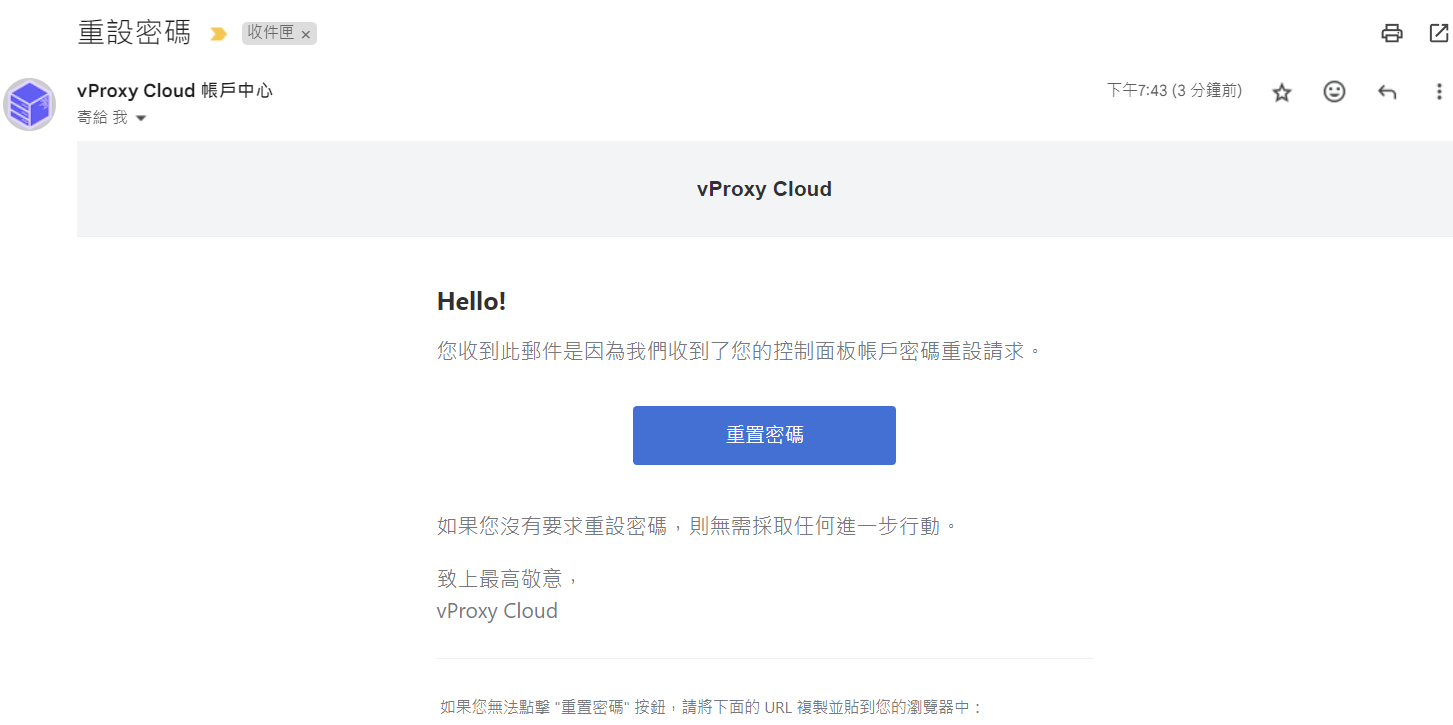 重設密碼
收件匣 ×
vProxy Cloud 帳戶中心
下午7:43 (3 分鐘前)
寄給 我
vProxy Cloud
Hello!
您收到此郵件是因為我們收到了您的控制面板帳戶密碼重設請求。
重置密碼
如果您沒有要求重設密碼，則無需採取任何進一步行動。
致上最高敬意，
vProxy Cloud
如果您無法點擊 "重置密碼" 按鈕，請將下面的 URL 複製並貼到您的瀏覽器中：